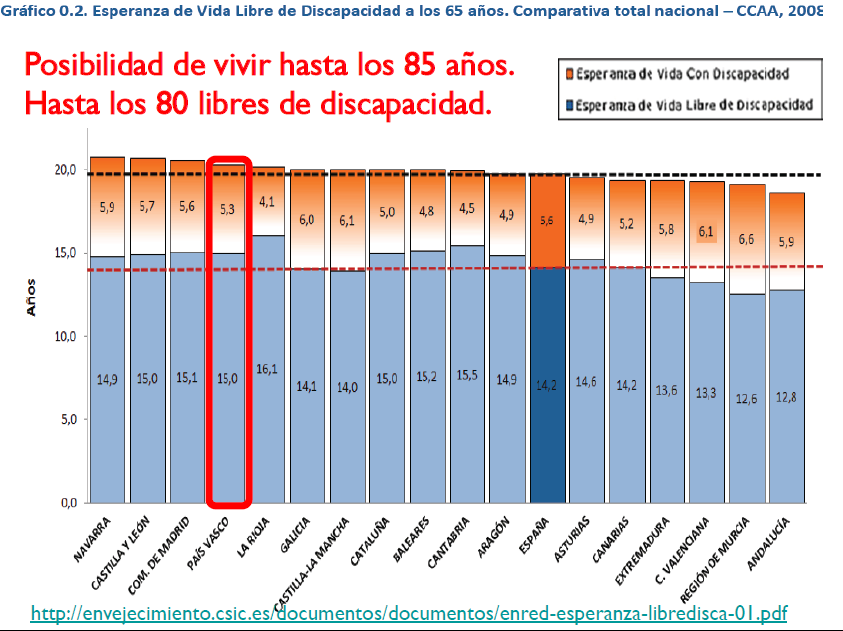 Gráfico 0.2. Esperanza de Vida Libre de Discapacidad a los 65 años. Comparativa total nacional – CCAA, 2008
Posibilidad de vivir hasta los 85 años.
Hasta los 80 libres de discapacidad.
Esperanza de Vida Con Discapacidad
Esperanza de Vida Libre de Discapacidad
Años
20,0
15,0
10,0
5,0
0,0
5,9 5,7 5,6 5,3 4,1 6,0 6,1 5,0 4,8 4,5 4,9 5,6 4,9 5,2 5,8 6,1 6,6 5,9
14,9 15,0 15,1 15,0 16,1 14,1 14,0 15,0 15,2 15,5 14,9 14,2 14,6 14,2 13,6 13,3 12,6 12,8
NAVARRA
CASTILLA Y LEÓN
COM. DE MADRID
PAÍS VASCO
LA RIOJA
GALICIA
CASTILLA-LA MANCHA
CATALUÑA
BALEARES
CANTABRIA
ARAGÓN
ESPAÑA
ASTURIAS
CANARIAS
EXTREMADURA
C. VALENCIANA
REGIÓN DE MURCIA
ANDALUCÍA
http://envejecimiento.csic.es/documentos/documentos/enred-esperanza-libredisca-01.pdf